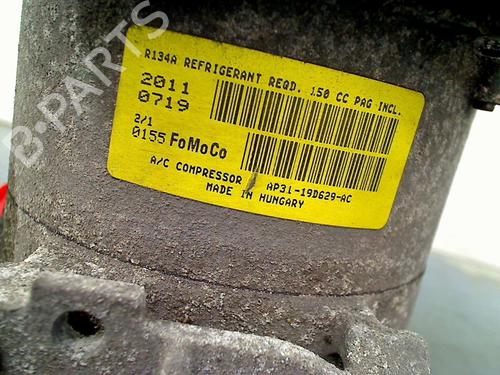 B-PARTS
R134A REFRIGERANT REQD. 150 CC PAG INCL.
2011
0719
2/1
0155 FoMoCo
A/C COMPRESSOR AP31-19D629-AC
MADE IN HUNGARY